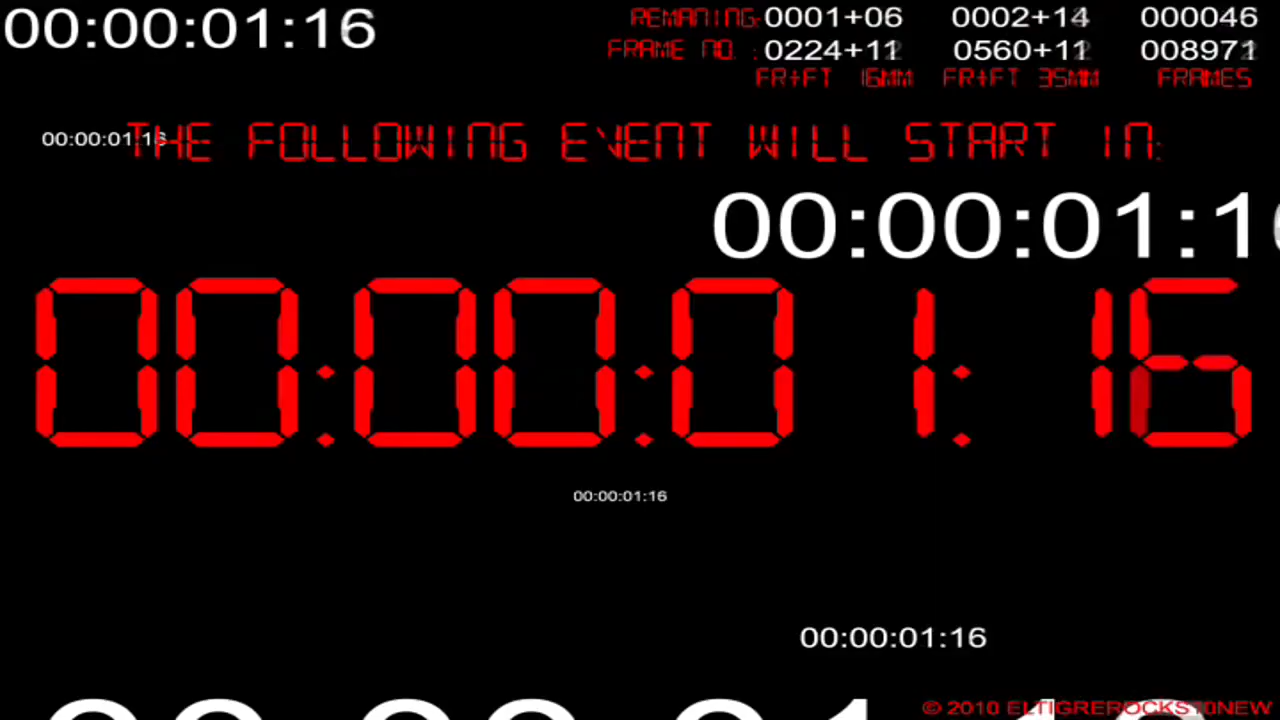 00:00:01:16
REMAINING: 0001+06 0002+14 000046
FRAME NO.: 0224+11 0560+11 008971
FR+FT 16MM FR+FT 35MM FRAMES
00:00:01:16
THE FOLLOWING EVENT WILL START IN:
00:00:01:16
00:00:01:16
00:00:01:16
00:00:01:16
© 2010 ELTIGREROCKS10NEW